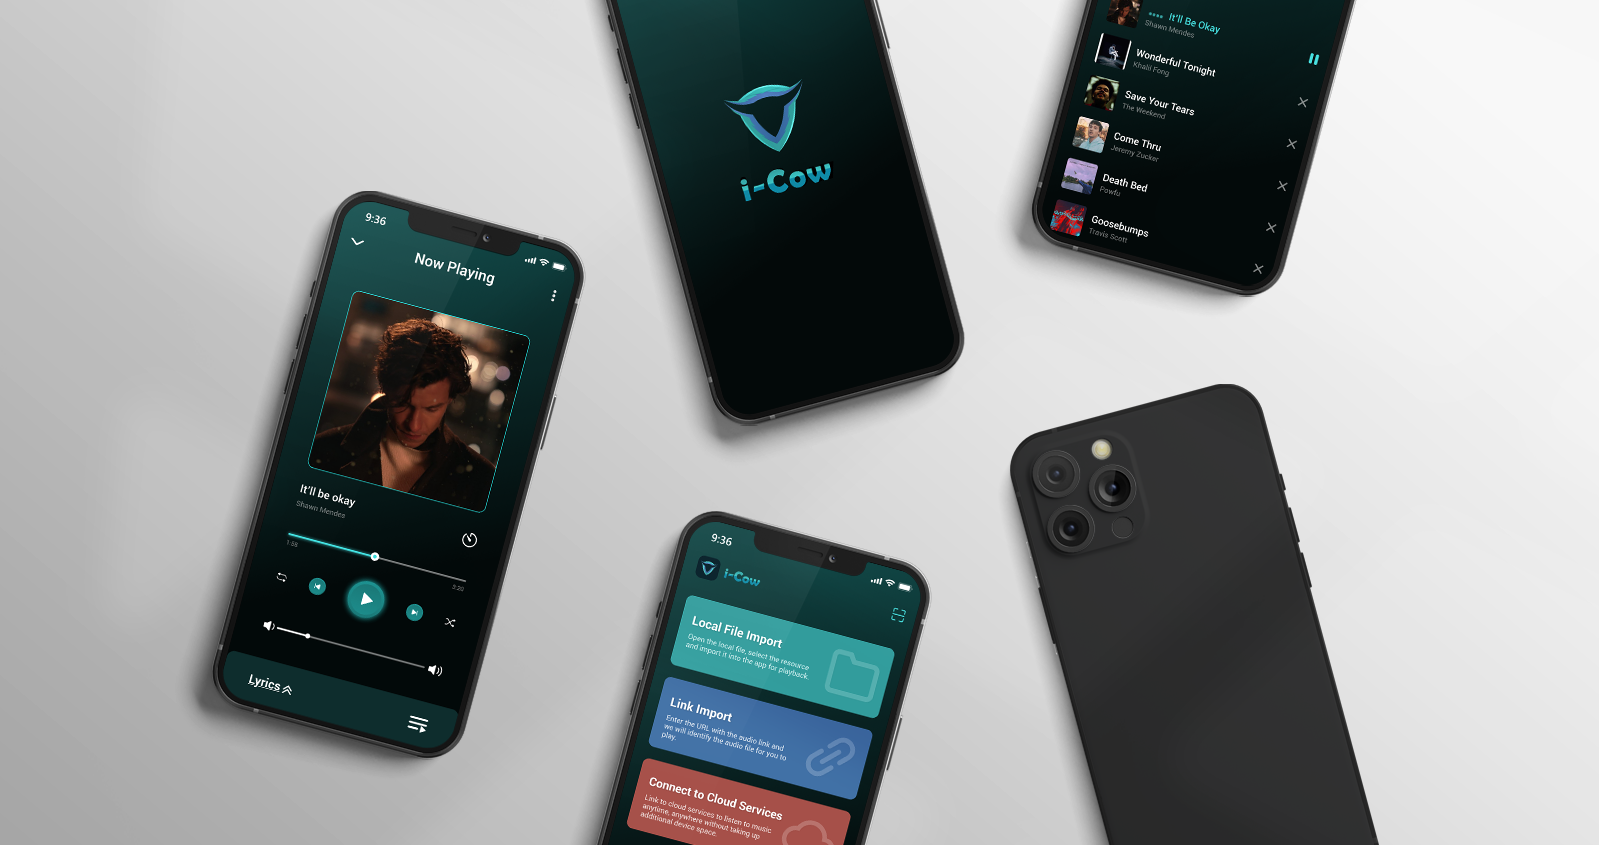 9:36
Now Playing
It'll be okay
Shawn Mendes
1:56
3:20
Lyrics
i-Cow
It'll Be Okay
Shawn Mendes
Wonderful Tonight
Khalil Fong
Save Your Tears
The Weekend
Come Thru
Jeremy Zucker
Death Bed
Powfu
Goosebumps
Travis Scott
9:36
i-Cow
Local File Import
Open the local file, select the resource
and import it into the app for playback.
Link Import
Enter the URL with the audio link and
we will identify the audio file for you to
play.
Connect to Cloud Services
Link to cloud services to listen to music
anytime, anywhere without taking up
additional device space.